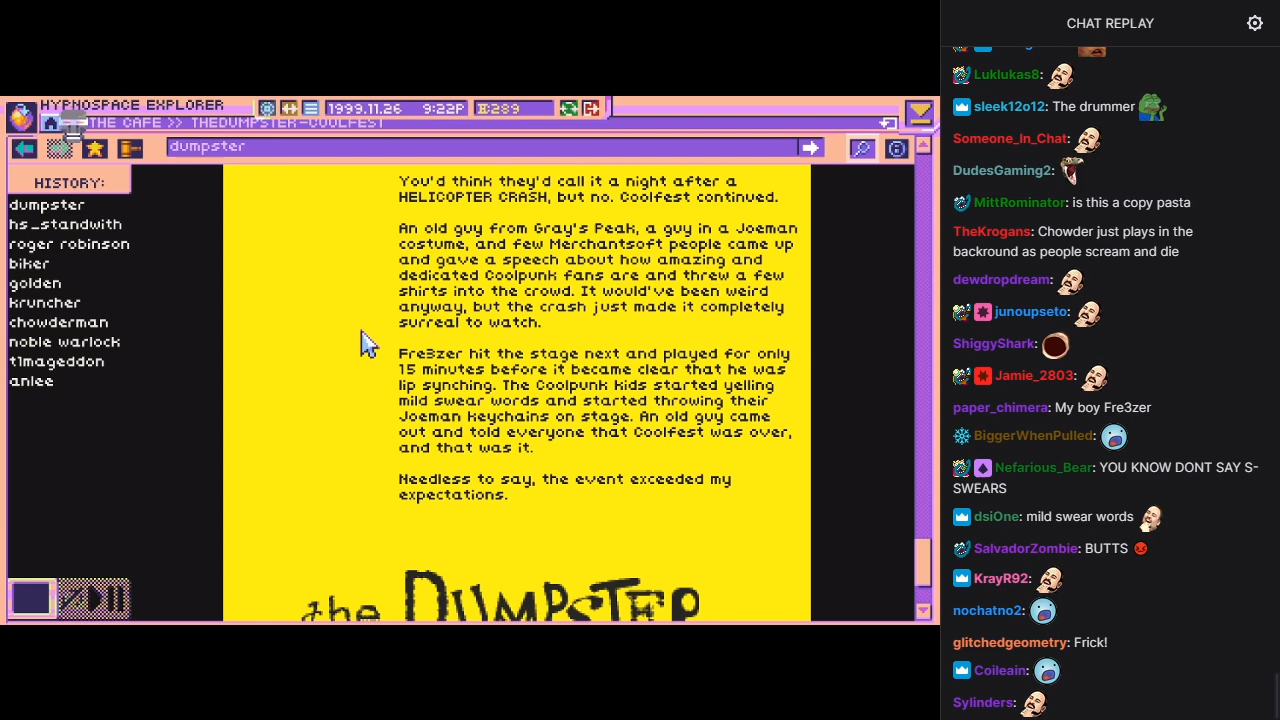 CHAT REPLAY
HYPNOSPACE EXPLORER
1999.11.26 9:22P
289
THE CAFE >> THEDUMPSTER-COOLFEST
dumpster
HISTORY:
dumpster
hs_standwith
roger robinson
biker
golden
kruncher
chowderman
noble warlock
t1mageddon
anlee
You'd think they'd call it a night after a
HELICOPTER CRASH, but no. Coolfest continued.
An old guy from Gray's Peak, a guy in a Joeman
costume, and few Merchantsoft people came up
and gave a speech about how amazing and
dedicated Coolpunk fans are and threw a few
shirts into the crowd. It would've been weird
anyway, but the crash just made it completely
surreal to watch.
Fre3zer hit the stage next and played for only
15 minutes before it became clear that he was
lip synching. The Coolpunk kids started yelling
mild swear words and started throwing their
Joeman keychains on stage. An old guy came
out and told everyone that Coolfest was over,
and that was it.
Needless to say, the event exceeded my
expectations.
the DUMPSTER
Luklukas8:
sleek12o12: The drummer
Someone_In_Chat:
DudesGaming2:
MittRominator: is this a copy pasta
TheKrogans: Chowder just plays in the
backround as people scream and die
dewdropdream:
junoupseto:
ShiggyShark:
Jamie_2803:
paper_chimera: My boy Fre3zer
BiggerWhenPulled:
Nefarious_Bear: YOU KNOW DONT SAY S-
SWEARS
dsiOne: mild swear words
SalvadorZombie: BUTTS
KrayR92:
nochatno2:
glitchedgeometry: Frick!
Coileain:
Sylinders: